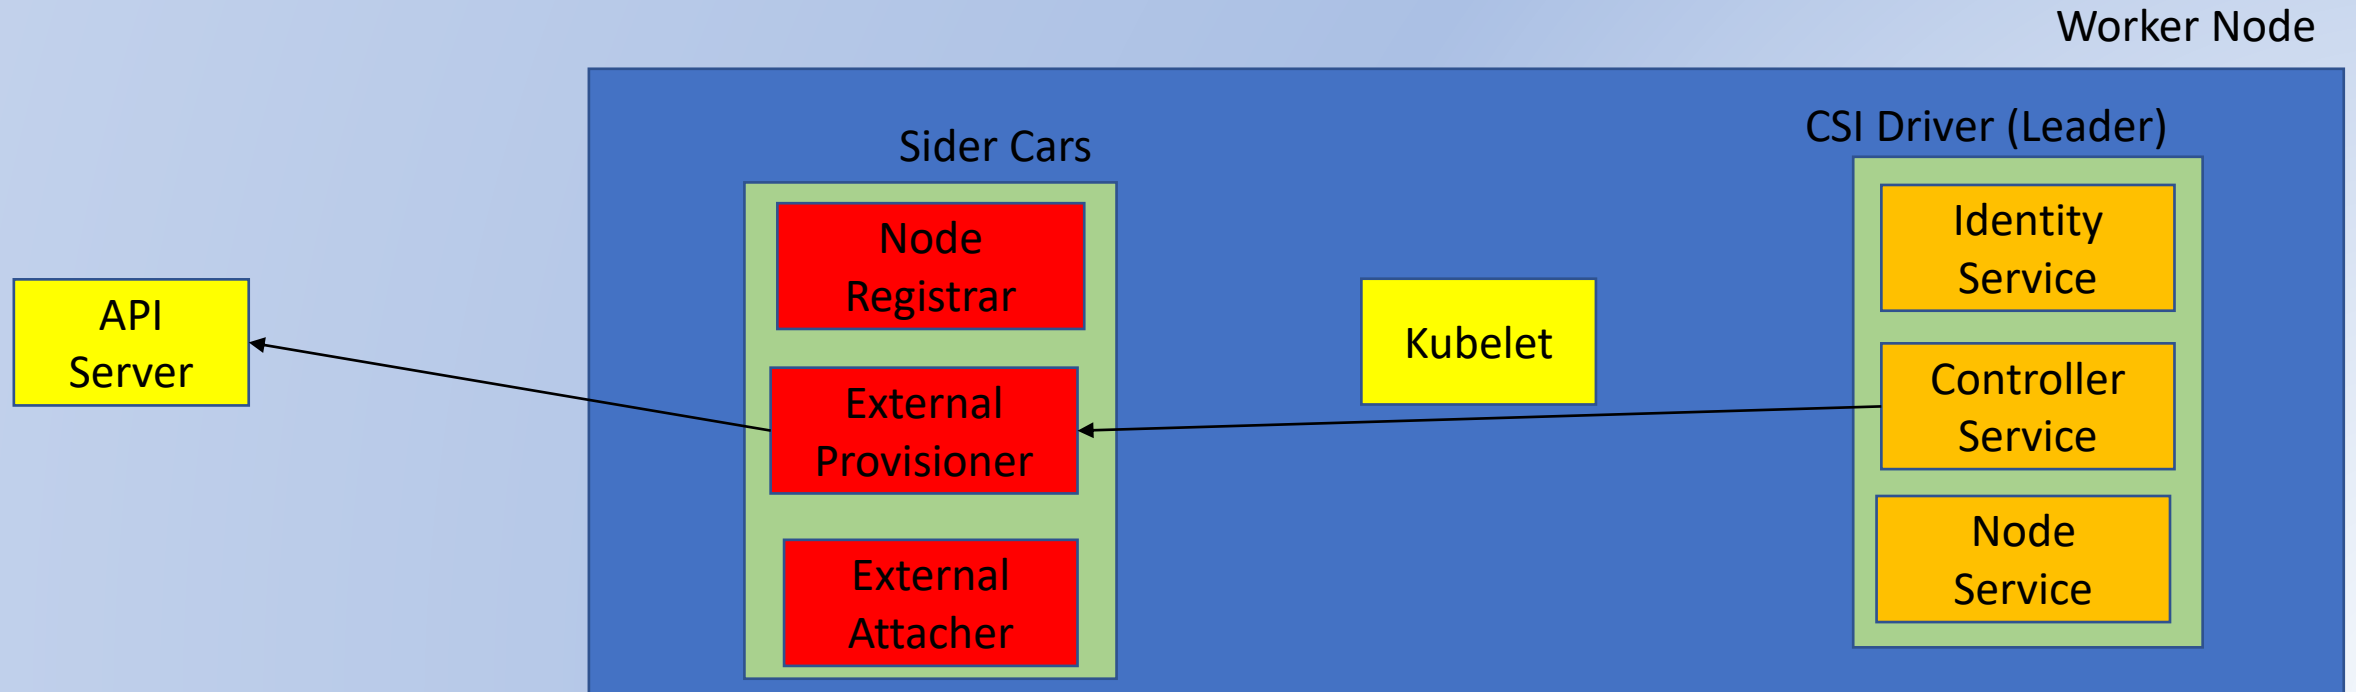 Worker Node
Sider Cars
CSI Driver (Leader)
API
Server
Node
Registrar
External
Provisioner
External
Attacher
Kubelet
Identity
Service
Controller
Service
Node
Service